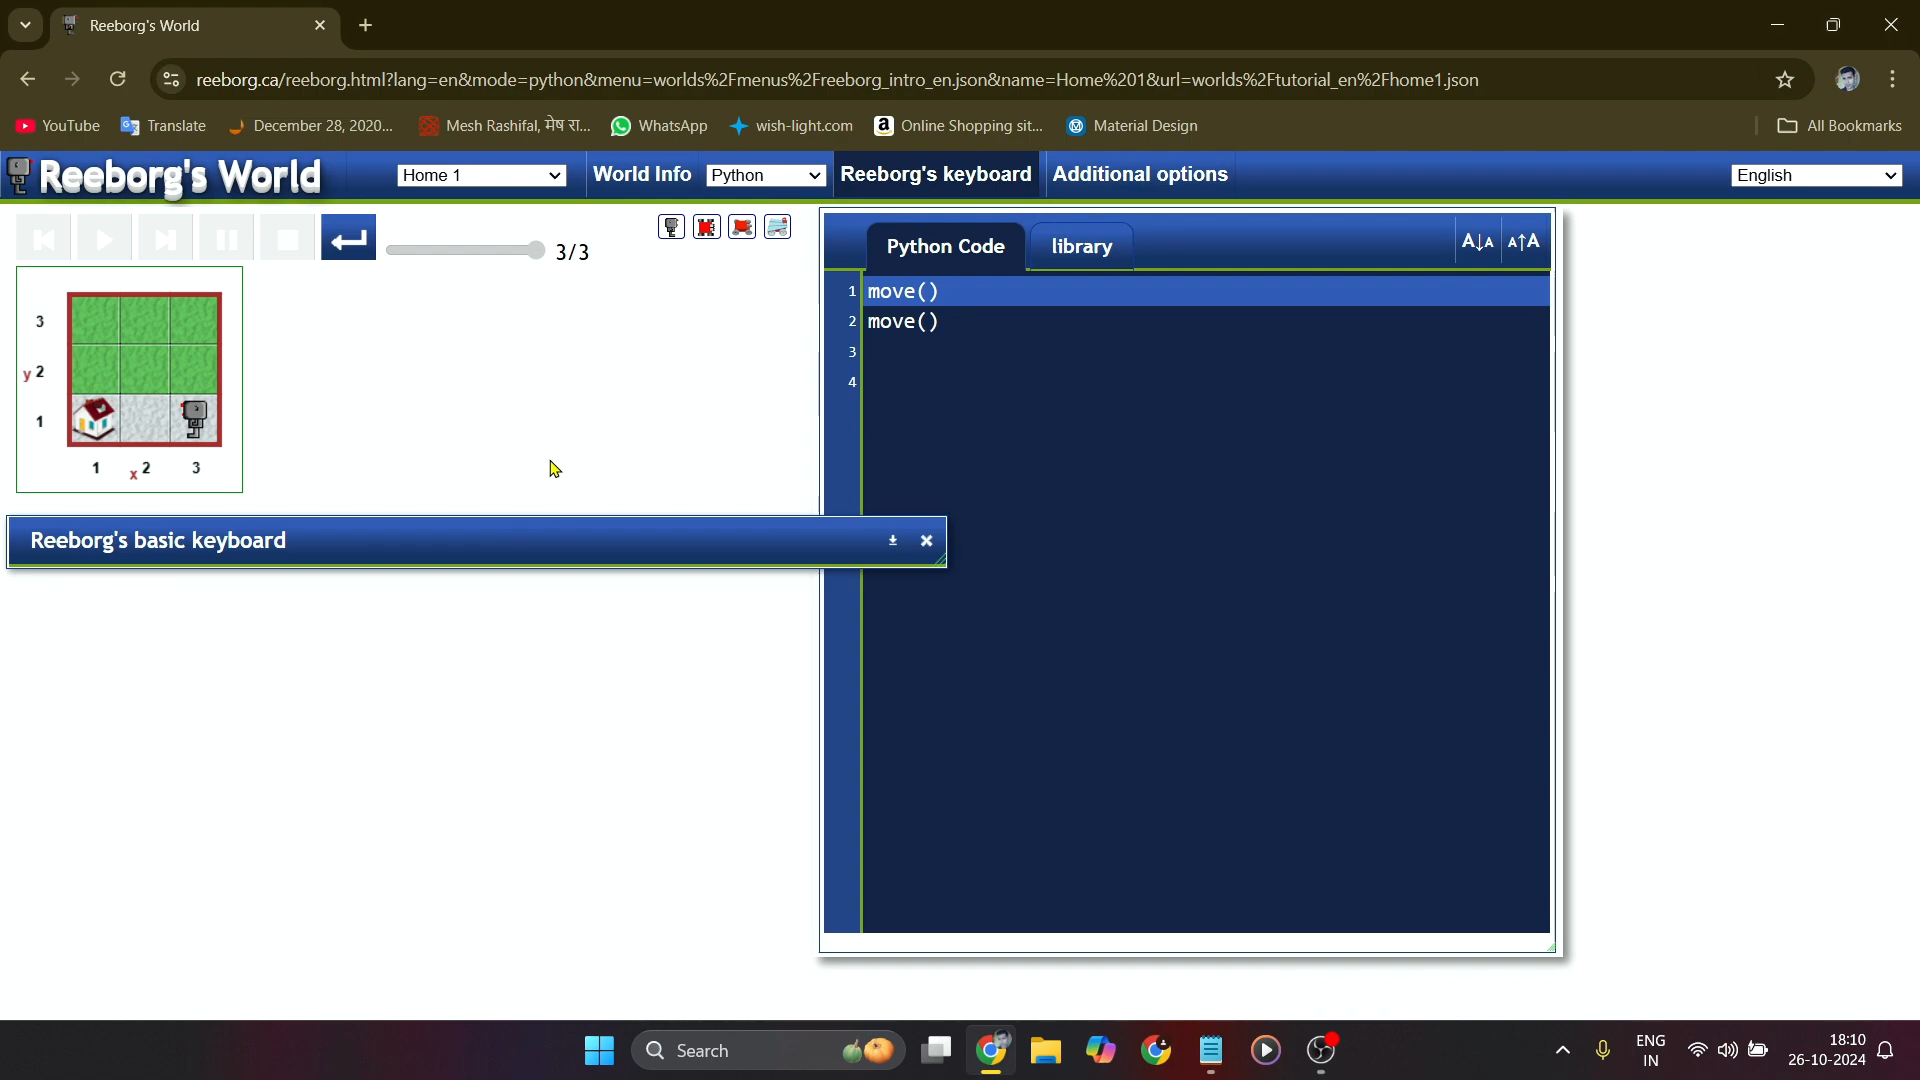 Reeborg's World
reeborg.ca/reeborg.html?lang=en&mode=python&menu=worlds%2Fmenus%2Freeborg_intro_en.json&name=Home%201&url=worlds%2Ftutorial_en%2Fhome1.json
YouTube Translate December 28, 2020... Mesh Rashifal, मेष रा... WhatsApp wish-light.com Online Shopping sit... Material Design All Bookmarks
Reeborg's World Home 1 World Info Python Reeborg's keyboard Additional options English
3/3
Python Code library A↓A A↑A
1 move()
2 move()
3
4
3
y 2
1
1 x 2 3
Reeborg's basic keyboard
Search
ENG
IN
18:10
26-10-2024